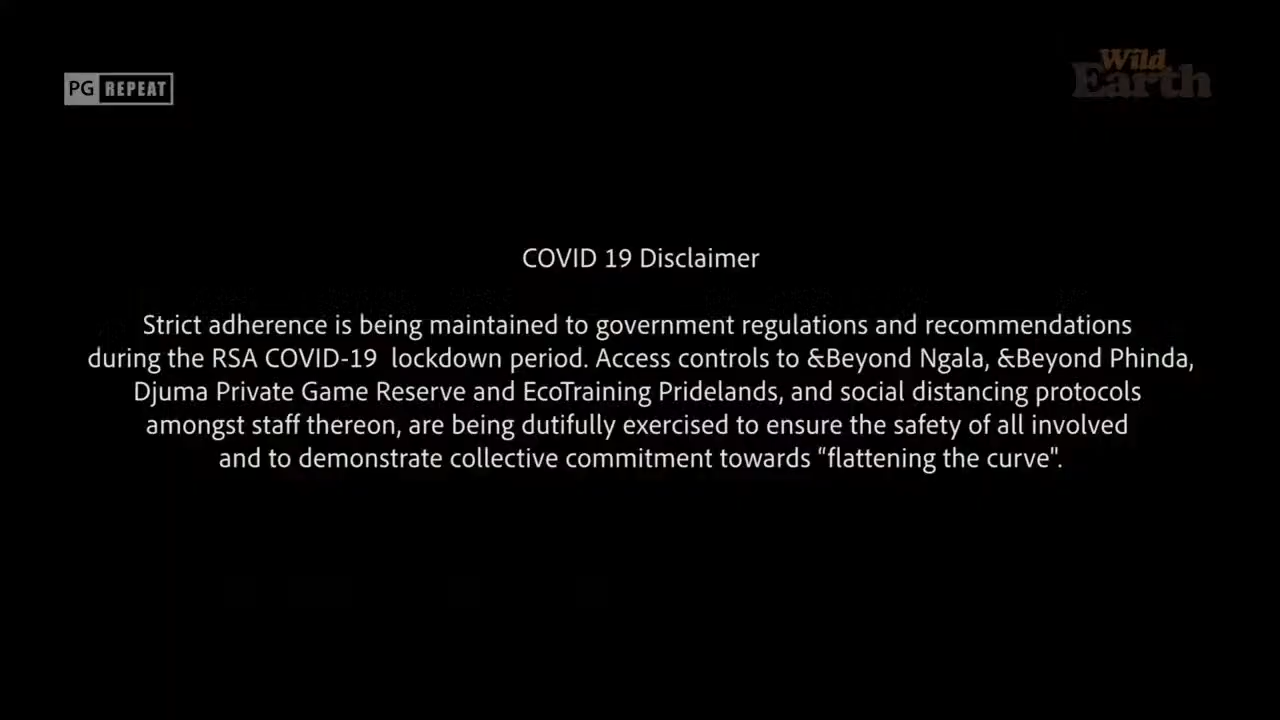 PG REPEAT
Wild
Earth
COVID 19 Disclaimer
Strict adherence is being maintained to government regulations and recommendations
during the RSA COVID-19 lockdown period. Access controls to &Beyond Ngala, &Beyond Phinda,
Djuma Private Game Reserve and EcoTraining Pridelands, and social distancing protocols
amongst staff thereon, are being dutifully exercised to ensure the safety of all involved
and to demonstrate collective commitment towards “flattening the curve".